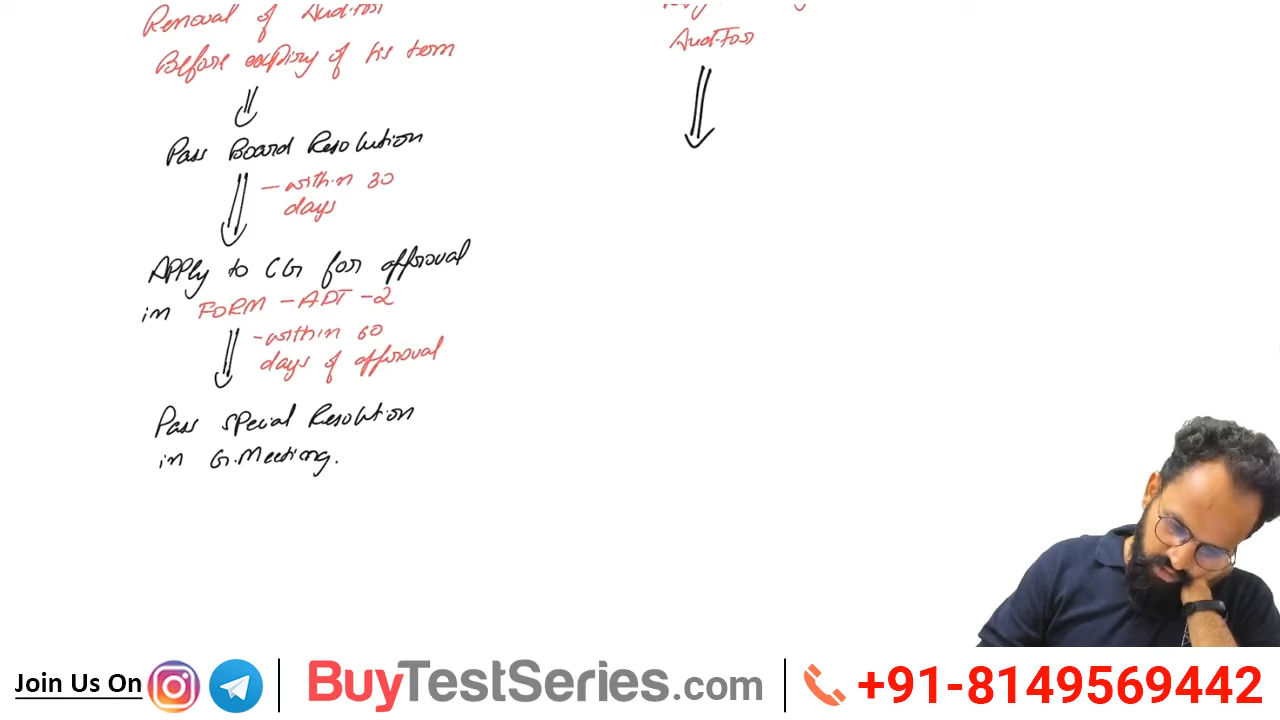 Removal of Auditor
Before expiry of his term
Pass Board Resolution
- within 30
days
Apply to CG for approval
in FORM - ADT - 2
- within 60
days of approval
Pass special Resolution
in G.Meeting.
Auditor
Join Us On
BuyTestSeries.com
+91-8149569442